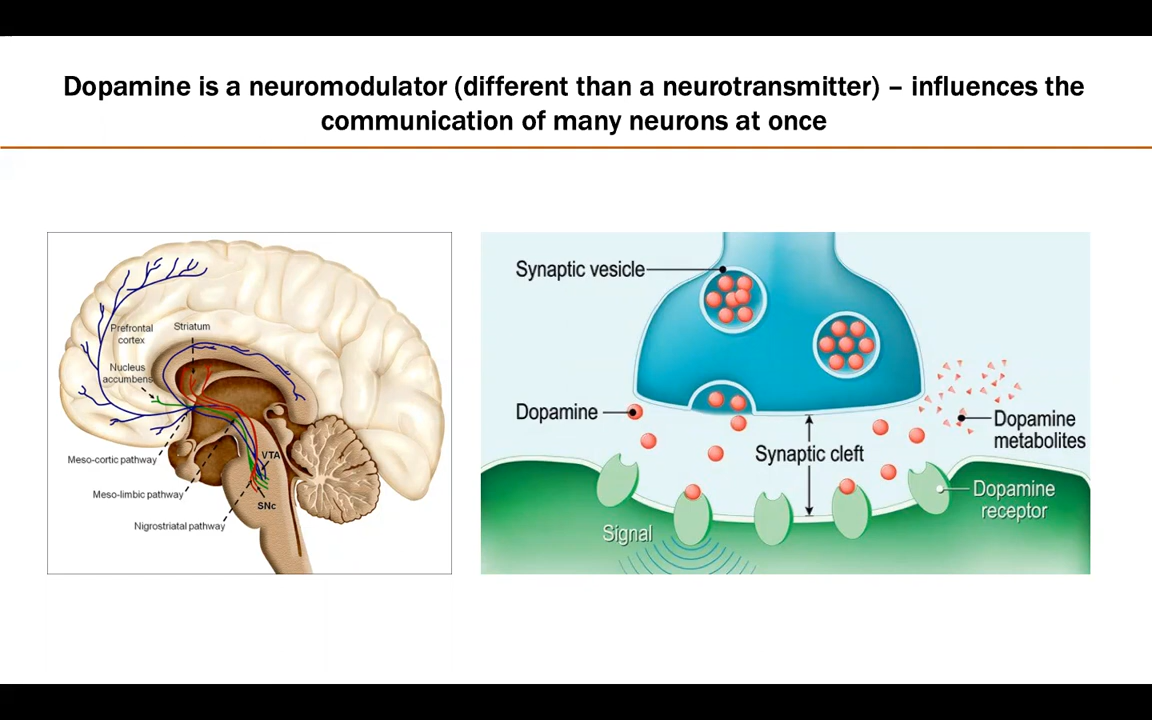 Dopamine is a neuromodulator (different than a neurotransmitter) – influences the
communication of many neurons at once
Prefrontal
cortex
Striatum
Nucleus
accumbens
Meso-cortic pathway
VTA
Meso-limbic pathway
SNc
Nigrostriatal pathway
Synaptic vesicle
Dopamine
Synaptic cleft
Dopamine
metabolites
Dopamine
receptor
Signal